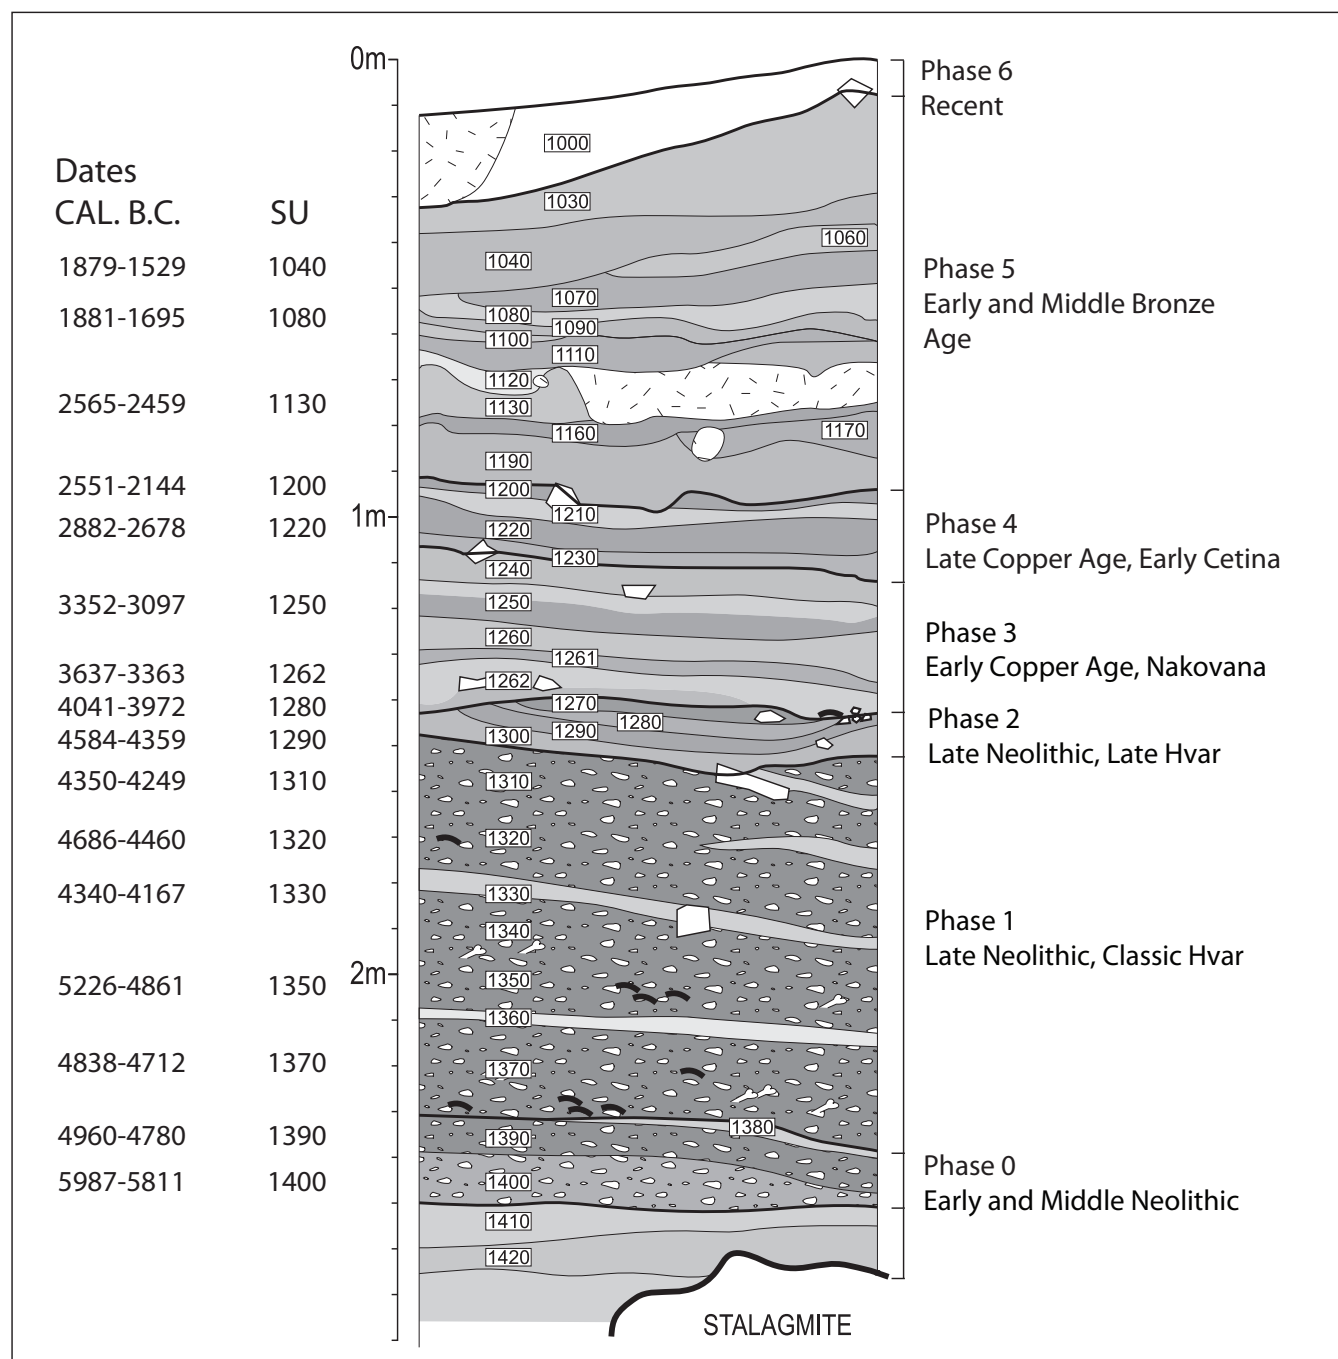 0m
Phase 6
Recent
1000
Dates
CAL. B.C. SU
1030
1060
1879-1529 1040
1040
Phase 5
Early and Middle Bronze
Age
1070
1881-1695 1080
1080
1090
1100
1110
1120
2565-2459 1130
1130
1160
1170
1190
2551-2144 1200
1200
1m
1210
2882-2678 1220
1220
Phase 4
Late Copper Age, Early Cetina
1230
1240
3352-3097 1250
1250
Phase 3
Early Copper Age, Nakovana
1260
1261
3637-3363 1262
1262
4041-3972 1280
1270
1280
Phase 2
Late Neolithic, Late Hvar
4584-4359 1290
1290
1300
4350-4249 1310
1310
4686-4460 1320
1320
4340-4167 1330
1330
1340
Phase 1
Late Neolithic, Classic Hvar
2m
5226-4861 1350
1350
1360
4838-4712 1370
1370
1380
4960-4780 1390
1390
Phase 0
Early and Middle Neolithic
5987-5811 1400
1400
1410
1420
STALAGMITE